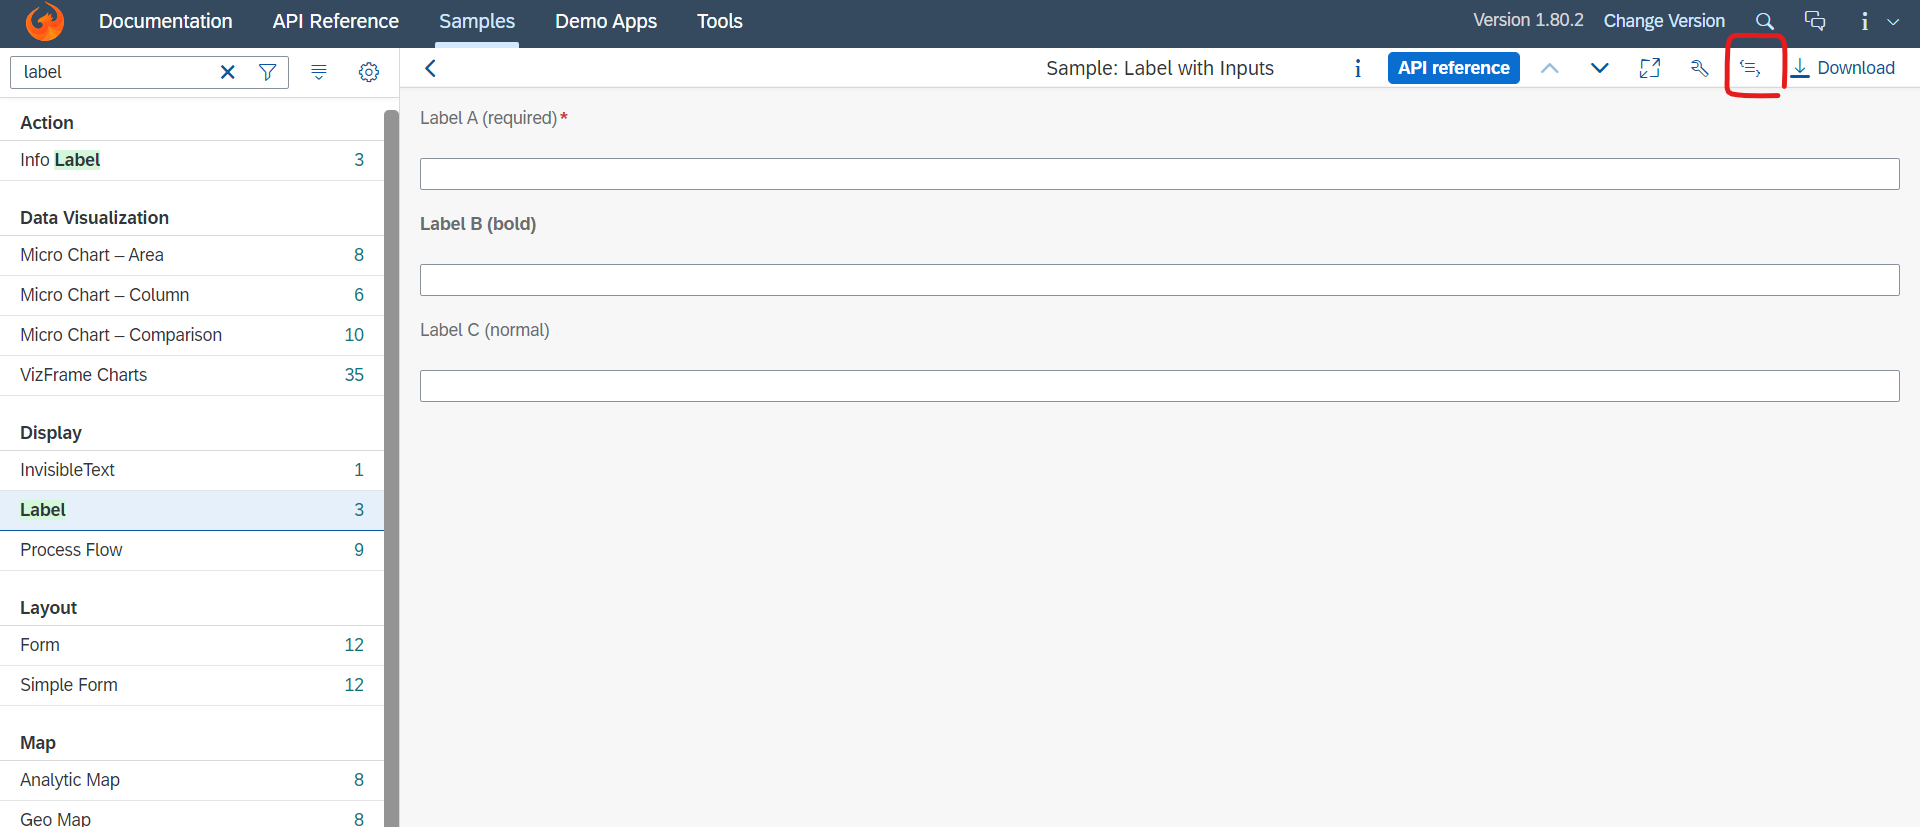 Documentation API Reference Samples Demo Apps Tools Version 1.80.2 Change Version
label
Sample: Label with Inputs API reference Download
Action
Info Label 3
Data Visualization
Micro Chart – Area 8
Micro Chart – Column 6
Micro Chart – Comparison 10
VizFrame Charts 35
Display
InvisibleText 1
Label 3
Process Flow 9
Layout
Form 12
Simple Form 12
Map
Analytic Map 8
Geo Map 8
Label A (required) *
Label B (bold)
Label C (normal)